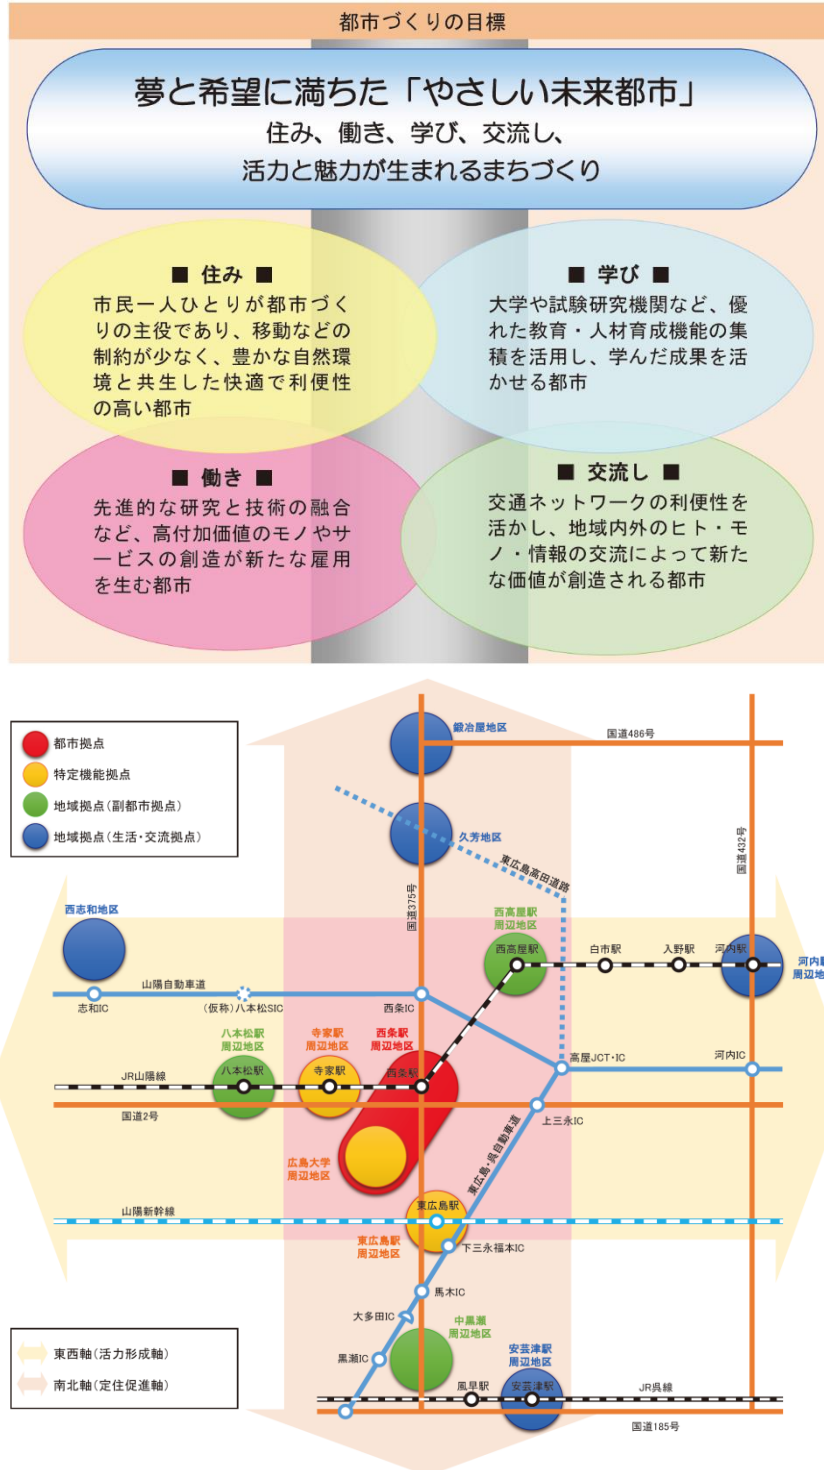 都市づくりの目標
夢と希望に満ちた「やさしい未来都市」
住み、働き、学び、交流し、
活力と魅力が生まれるまちづくり
■ 住み ■
市民一人ひとりが都市づく
りの主役であり、移動などの
制約が少なく、豊かな自然環
境と共生した快適で利便性
の高い都市
■ 学び ■
大学や試験研究機関など、優
れた教育・人材育成機能の集
積を活用し、学んだ成果を活
かせる都市
■ 働き ■
先進的な研究と技術の融合
など、高付加価値のモノやサ
ービスの創造が新たな雇用
を生む都市
■ 交流し ■
交通ネットワークの利便性を
活かし、地域内外のヒト・モ
ノ・情報の交流によって新た
な価値が創造される都市
都市拠点
特定機能拠点
地域拠点(副都市拠点)
地域拠点(生活・交流拠点)
鍛冶屋地区
国道486号
久芳地区
東広島高田道路
国道432号
国道375号
西志和地区
西高屋駅
周辺地区
西高屋駅
白市駅
入野駅
河内駅
河内駅
周辺地区
山陽自動車道
志和IC
(仮称)八本松SIC
西条IC
八本松駅
周辺地区
寺家駅
周辺地区
西条駅
周辺地区
高屋JCT・IC
河内IC
JR山陽線
八本松駅
寺家駅
西条駅
国道2号
上三永IC
東広島・呉自動車道
広島大学
周辺地区
山陽新幹線
東広島駅
東広島駅
周辺地区
下三永福本IC
馬木IC
大多田IC
中黒瀬
周辺地区
黒瀬IC
安芸津駅
周辺地区
風早駅
安芸津駅
JR呉線
国道185号
東西軸(活力形成軸)
南北軸(定住促進軸)